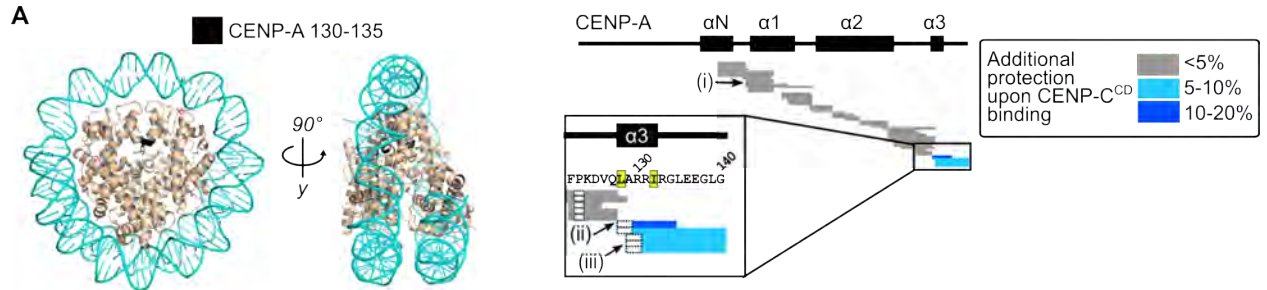 A
CENP-A 130-135
90°
y
CENP-A αN α1 α2 α3
(i)
Additional
protection
upon CENP-Cᶜᴰ
binding
<5%
5-10%
10-20%
α3
130
140
FPKDVQLARRIRGLEEGLG
(ii)
(iii)